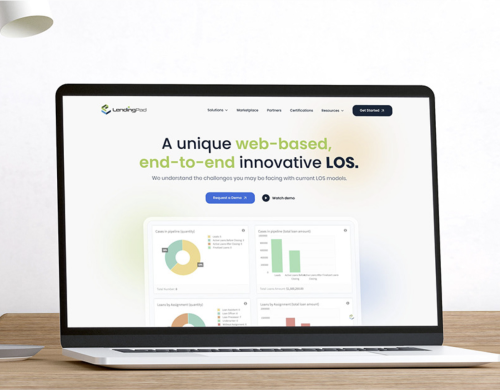 LendingPad
Solutions
Marketplace
Partners
Certifications
Resources
Get Started
A unique web-based,
end-to-end innovative LOS.
We understand the challenges you may be facing with current LOS models.
Request a Demo
Watch demo
Loans in pipeline (quantity)
Loans in pipeline (total loan amount)
Loans by Assignment (quantity)
Loans by Assignment (total loan amount)